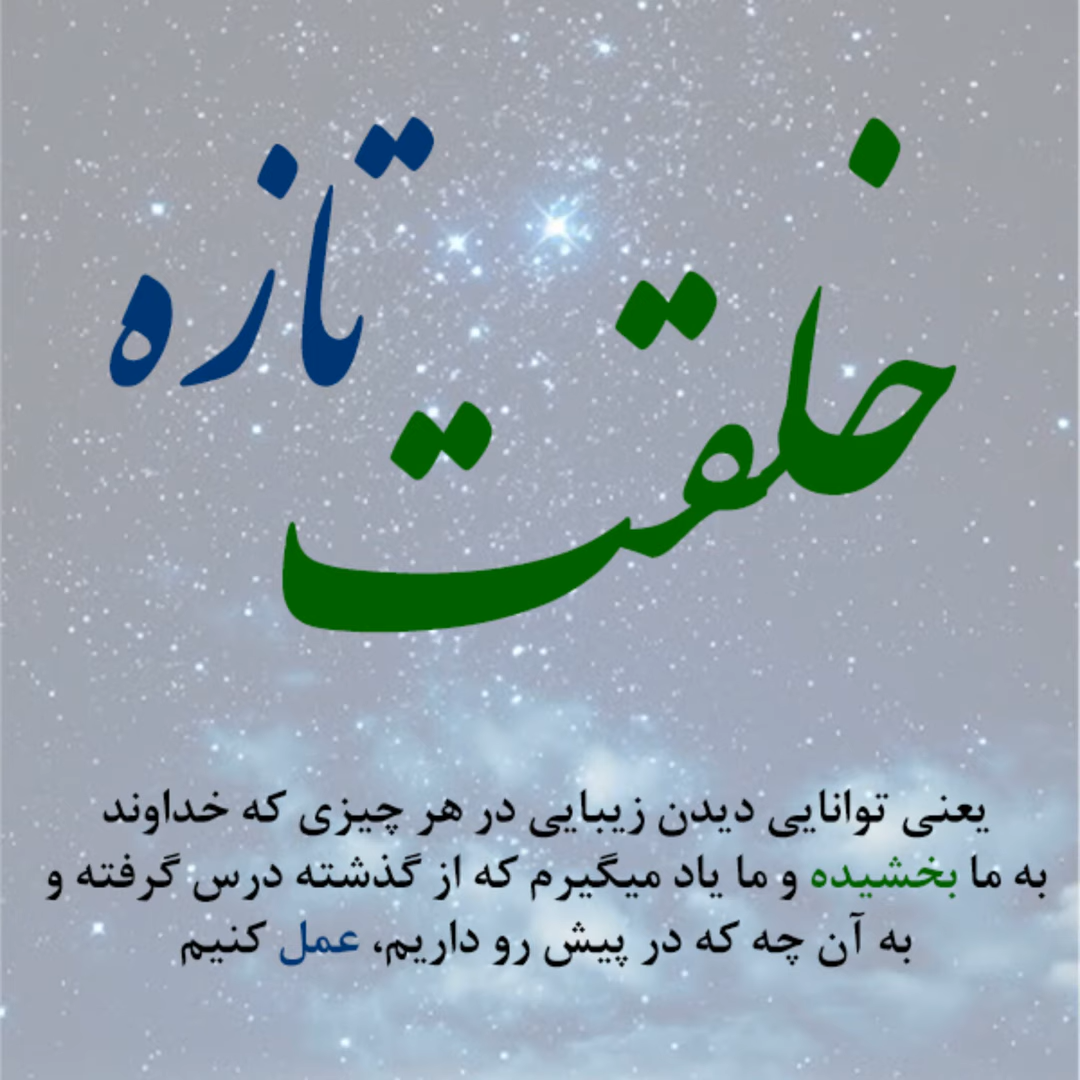 خلقت تازه
یعنی توانایی دیدن زیبایی در هر چیزی که خداوند
به ما بخشیده و ما یاد میگیرم که از گذشته درس گرفته و
به آن چه که در پیش رو داریم، عمل کنیم